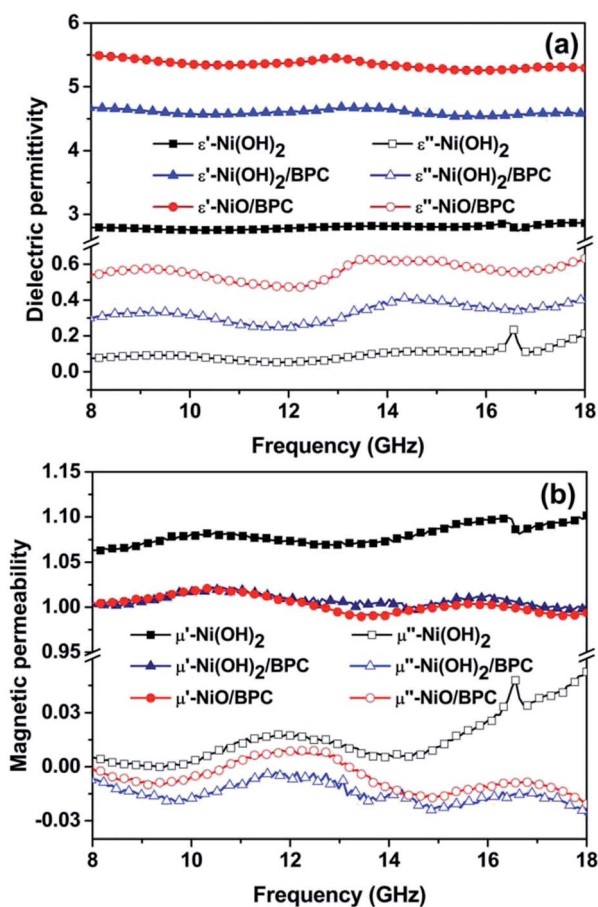 (a)
6
5
4
3
0.6
0.4
0.2
0.0
Dielectric permittivity
ε'-Ni(OH)2 ε''-Ni(OH)2
ε'-Ni(OH)2/BPC ε''-Ni(OH)2/BPC
ε'-NiO/BPC ε''-NiO/BPC
8 10 12 14 16 18
Frequency (GHz)
(b)
1.15
1.10
1.05
1.00
0.95
0.03
0.00
-0.03
Magnetic permeability
μ'-Ni(OH)2 μ''-Ni(OH)2
μ'-Ni(OH)2/BPC μ''-Ni(OH)2/BPC
μ'-NiO/BPC μ''-NiO/BPC
8 10 12 14 16 18
Frequency (GHz)